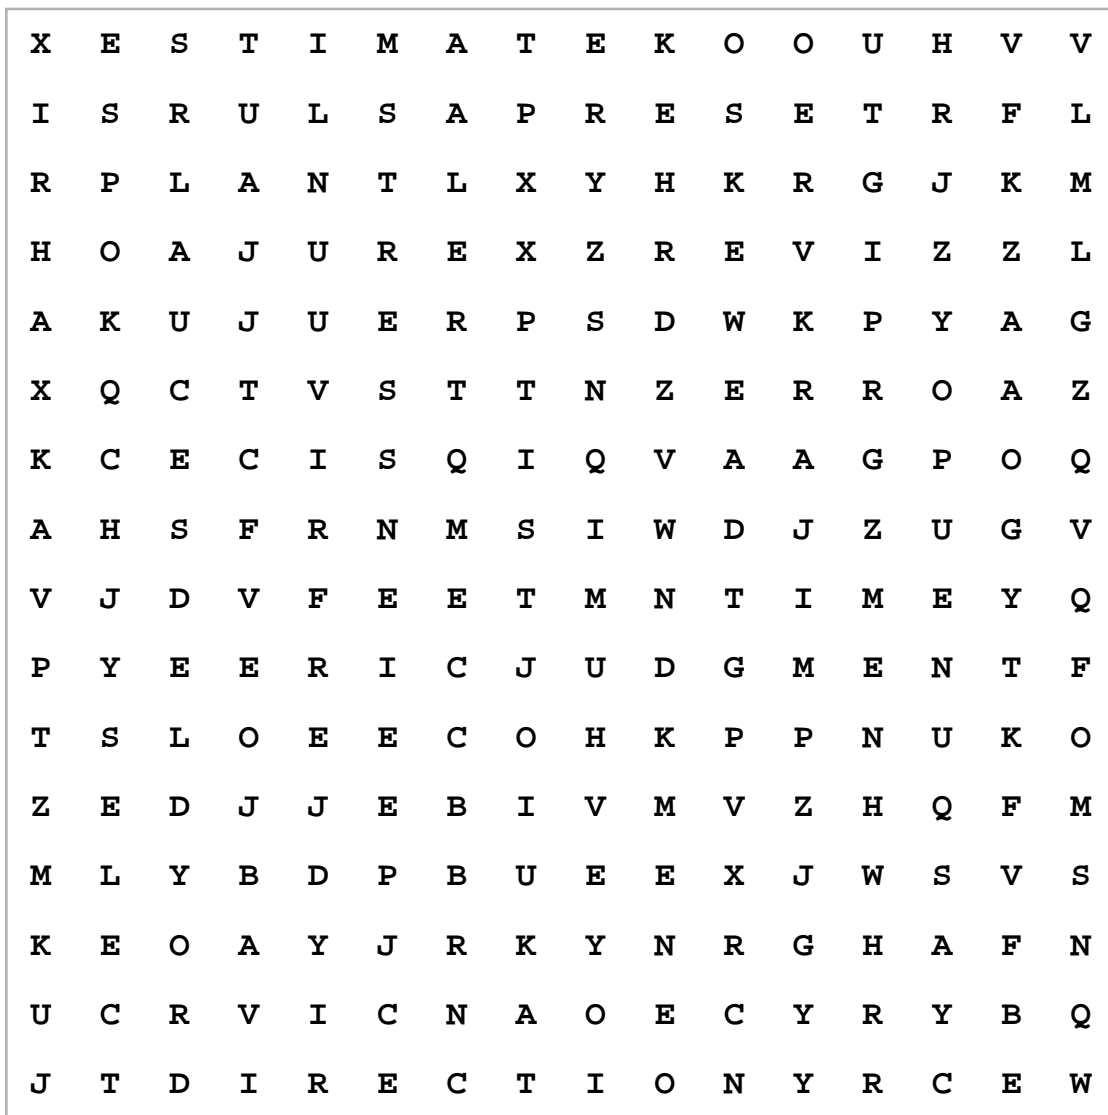 X E S T I M A T E K O O U H V V
I S R U L S A P R E S E T R F L
R P L A N T L X Y H K R G J K M
H O A J U R E X Z R E V I Z Z L
A K U J U E R P S D W K P Y A G
X Q C T V S T T N Z E R R O A Z
K C E C I S Q I Q V A A G P O Q
A H S F R N M S I W D J Z U G V
V J D V F E E T M N T I M E Y Q
P Y E E R I C J U D G M E N T F
T S L O E E C O H K P P N U K O
Z E D J J E B I V M V Z H Q F M
M L Y B D P B U E E X J W S V S
K E O A Y J R K Y N R G H A F N
U C R V I C N A O E C Y R Y B Q
J T D I R E C T I O N Y R C E W